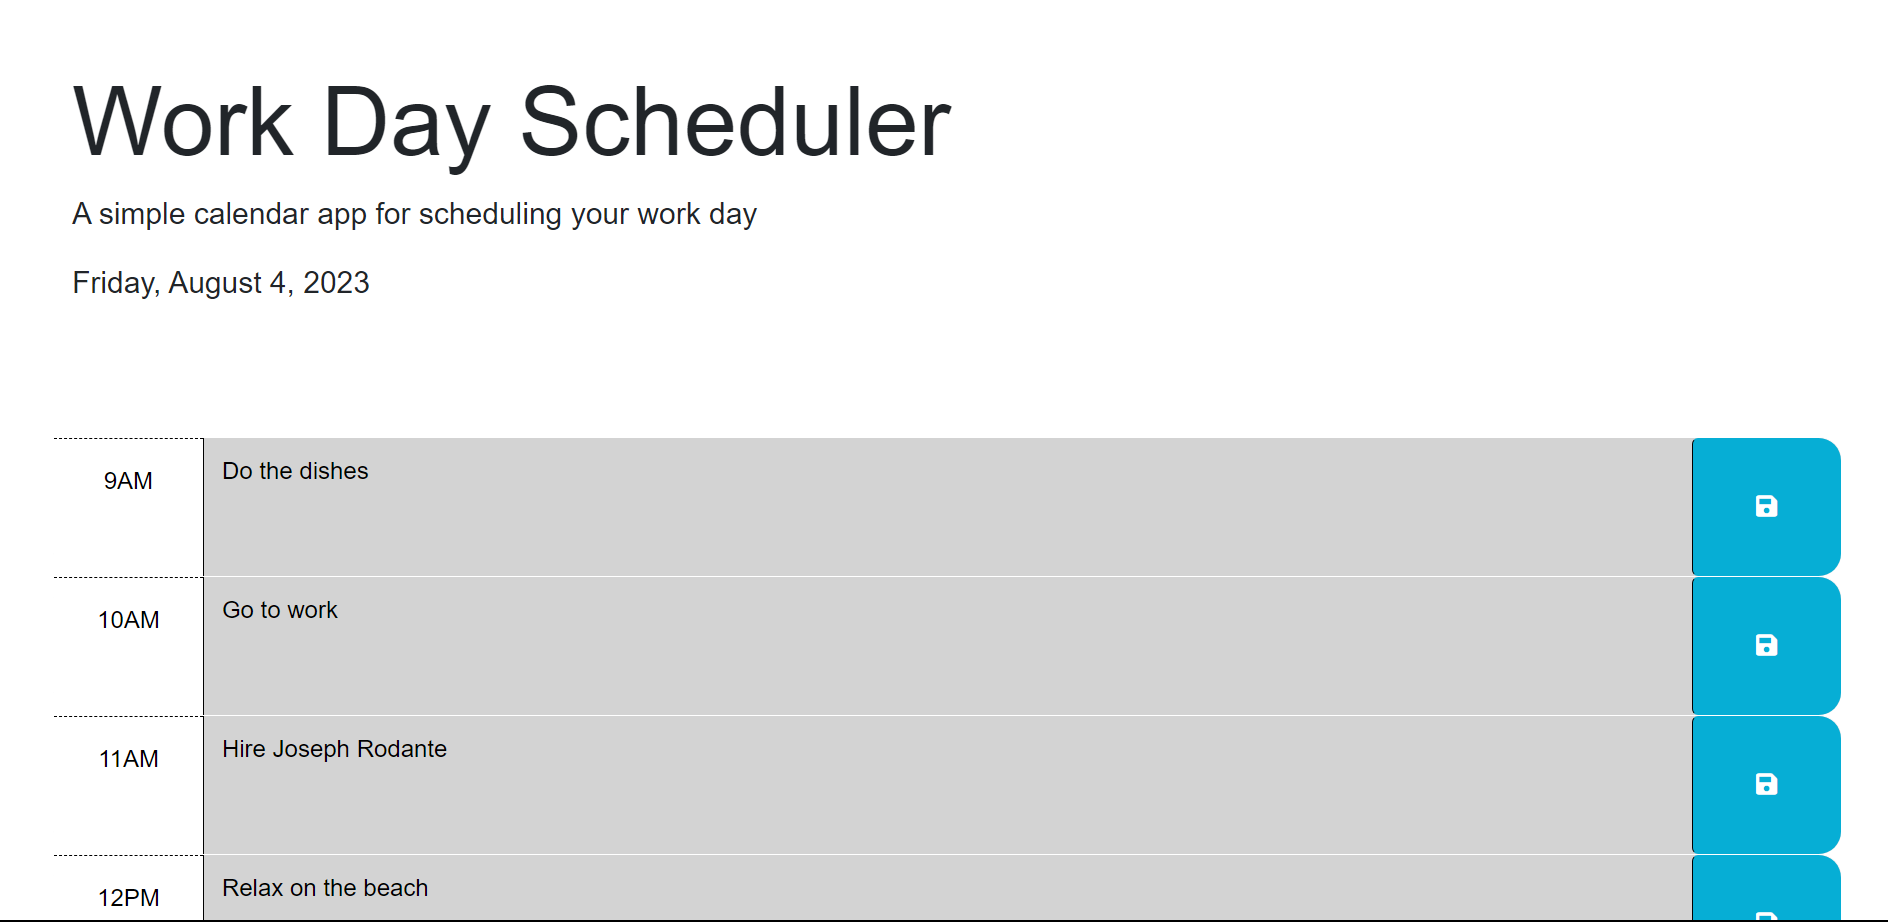 Work Day Scheduler
A simple calendar app for scheduling your work day
Friday, August 4, 2023
9AM
Do the dishes
10AM
Go to work
11AM
Hire Joseph Rodante
12PM
Relax on the beach